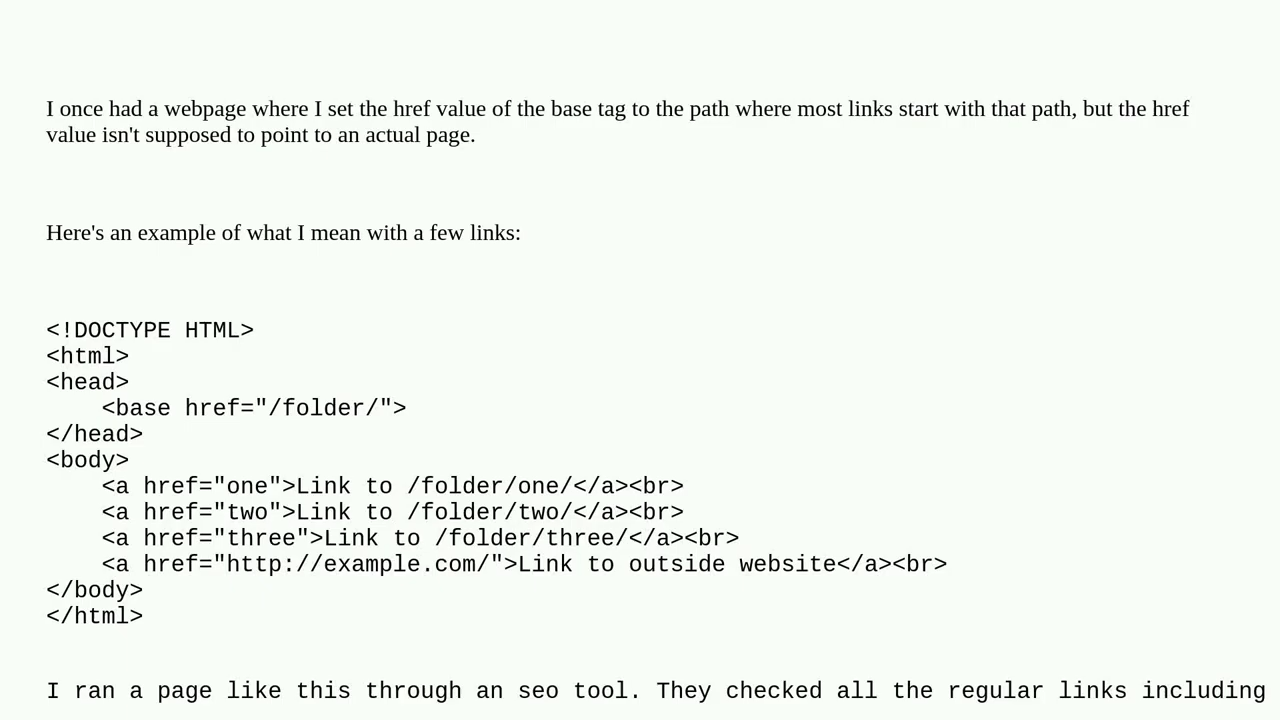 I once had a webpage where I set the href value of the base tag to the path where most links start with that path, but the href
value isn't supposed to point to an actual page.
Here's an example of what I mean with a few links:
<!DOCTYPE HTML>
<html>
<head>
    <base href="/folder/">
</head>
<body>
    <a href="one">Link to /folder/one/</a><br>
    <a href="two">Link to /folder/two/</a><br>
    <a href="three">Link to /folder/three/</a><br>
    <a href="http://example.com/">Link to outside website</a><br>
</body>
</html>
I ran a page like this through an seo tool. They checked all the regular links including